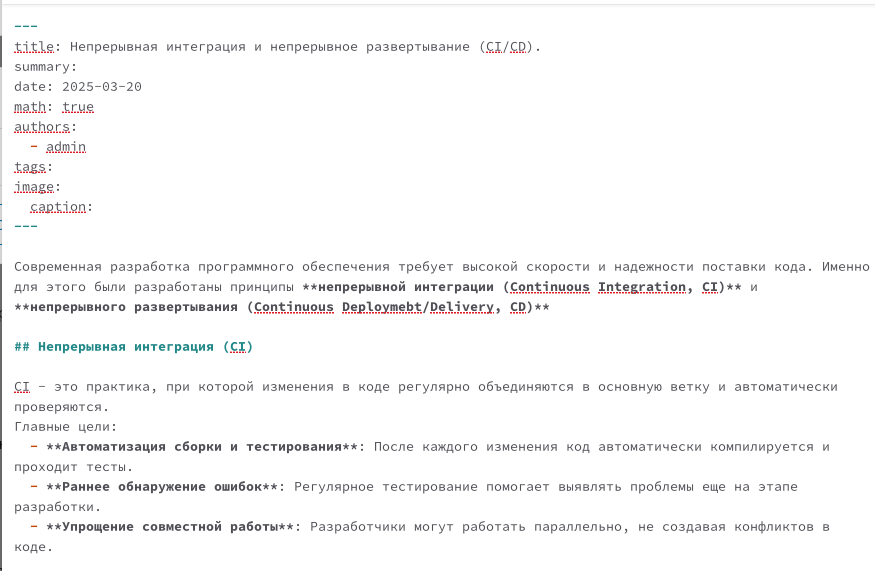 ---
title: Непрерывная интеграция и непрерывное развертывание (CI/CD).
summary:
date: 2025-03-20
math: true
authors:
  - admin
tags:
image:
  caption:
---
Современная разработка программного обеспечения требует высокой скорости и надежности поставки кода. Именно
для этого были разработаны принципы **непрерывной интеграции (Continuous Integration, CI)** и
**непрерывного развертывания (Continuous Deploymebt/Delivery, CD)**
## Непрерывная интеграция (CI)
CI - это практика, при которой изменения в коде регулярно объединяются в основную ветку и автоматически
проверяются.
Главные цели:
  - **Автоматизация сборки и тестирования**: После каждого изменения код автоматически компилируется и
проходит тесты.
  - **Раннее обнаружение ошибок**: Регулярное тестирование помогает выявлять проблемы еще на этапе
разработки.
  - **Упрощение совместной работы**: Разработчики могут работать параллельно, не создавая конфликтов в
коде.